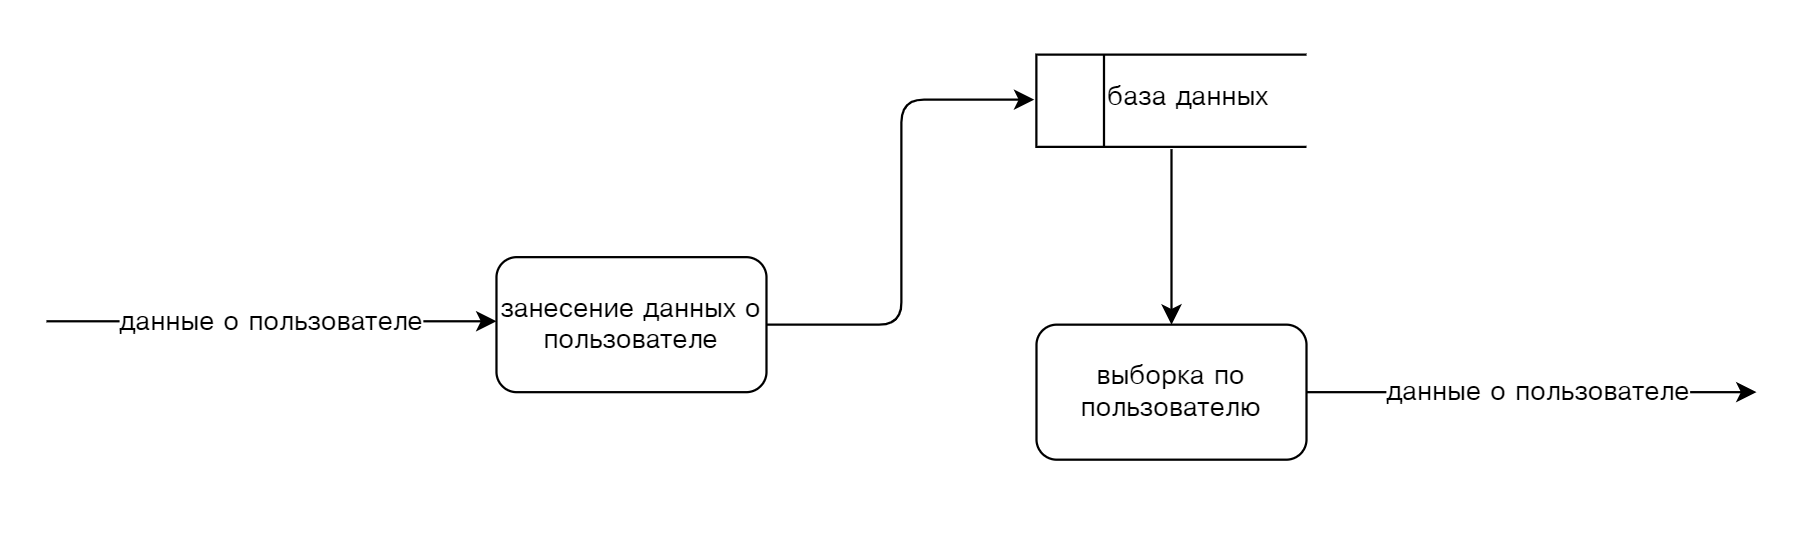 база данных
данные о пользователе
занесение данных о
пользователе
выборка по
пользователю
данные о пользователе